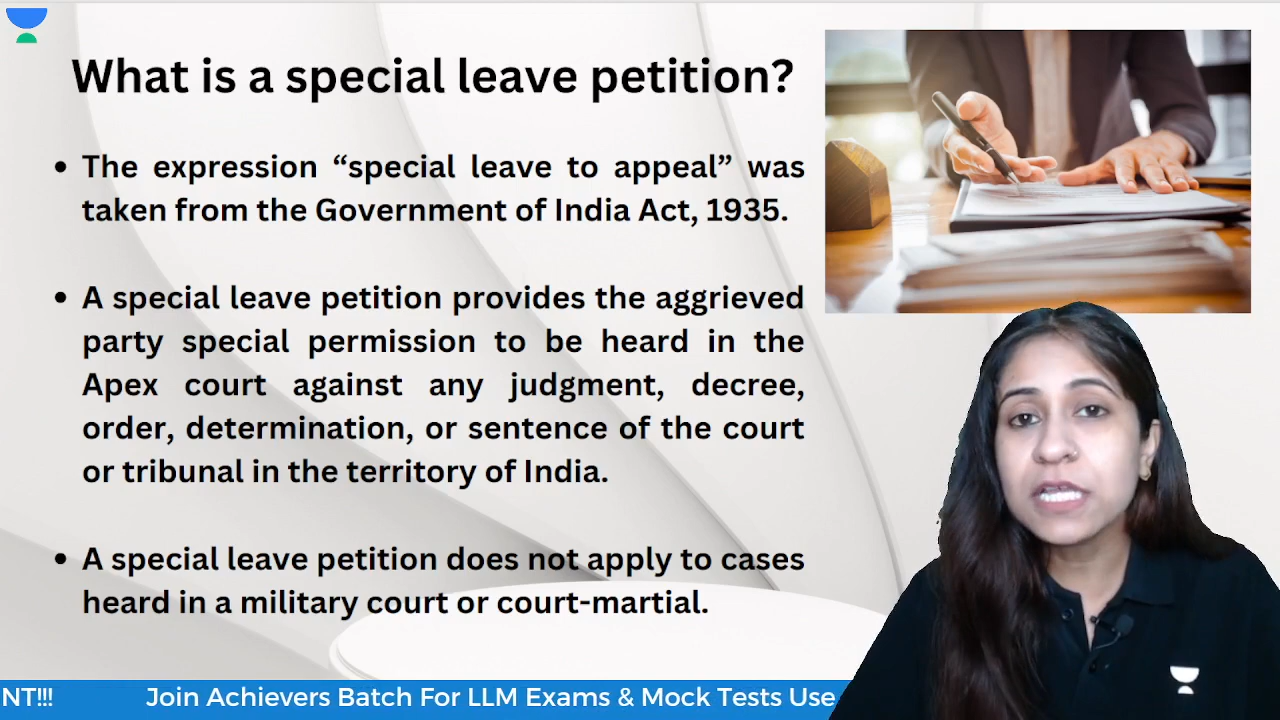 What is a special leave petition?
• The expression “special leave to appeal” was
taken from the Government of India Act, 1935.
• A special leave petition provides the aggrieved
party special permission to be heard in the
Apex court against any judgment, decree,
order, determination, or sentence of the court
or tribunal in the territory of India.
• A special leave petition does not apply to cases
heard in a military court or court-martial.
NT!!! Join Achievers Batch For LLM Exams & Mock Tests Use